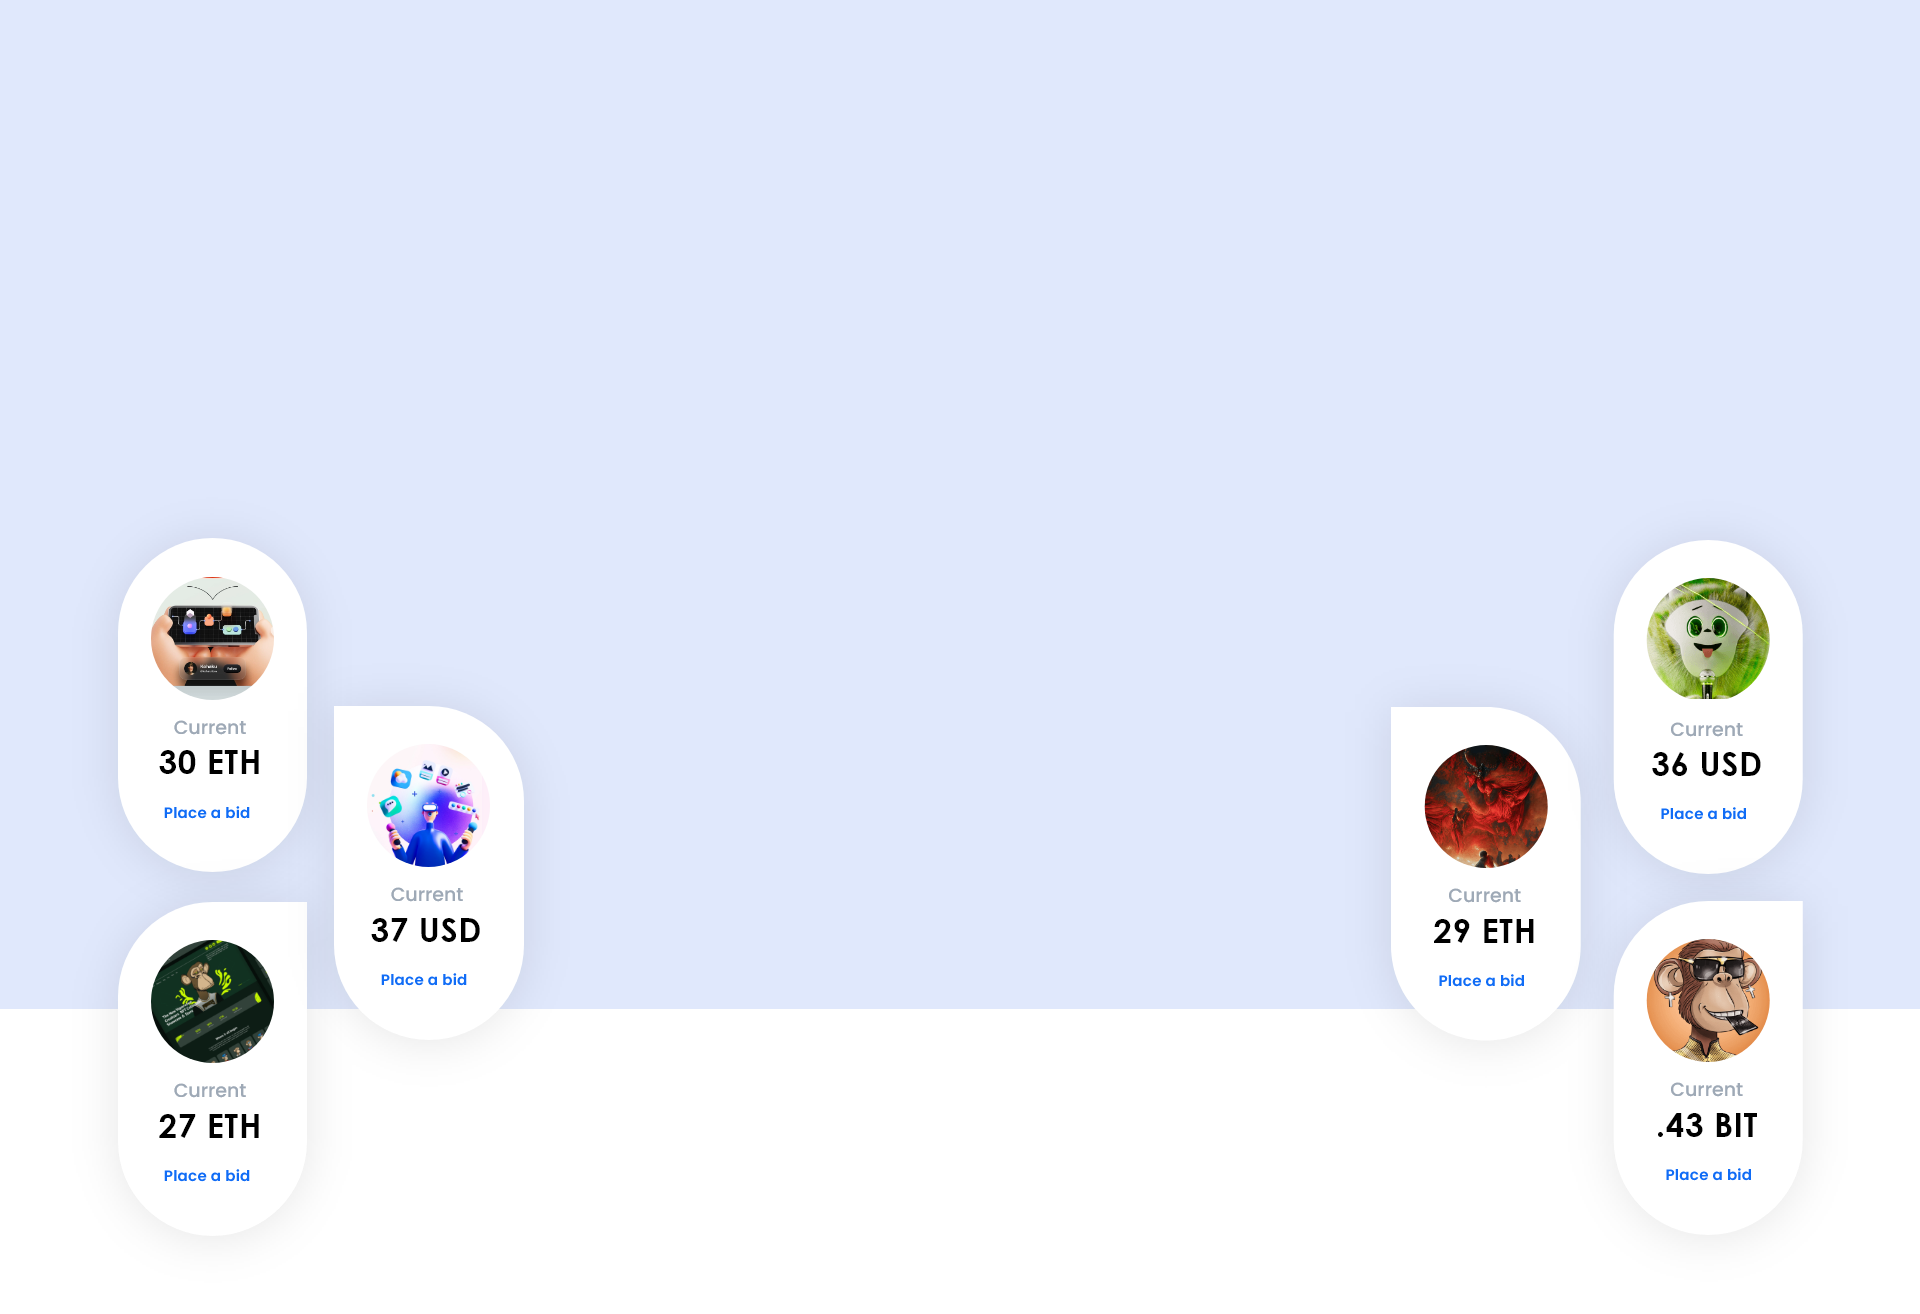 Current
30 ETH
Place a bid
Current
37 USD
Place a bid
Current
27 ETH
Place a bid
Current
36 USD
Place a bid
Current
29 ETH
Place a bid
Current
.43 BIT
Place a bid